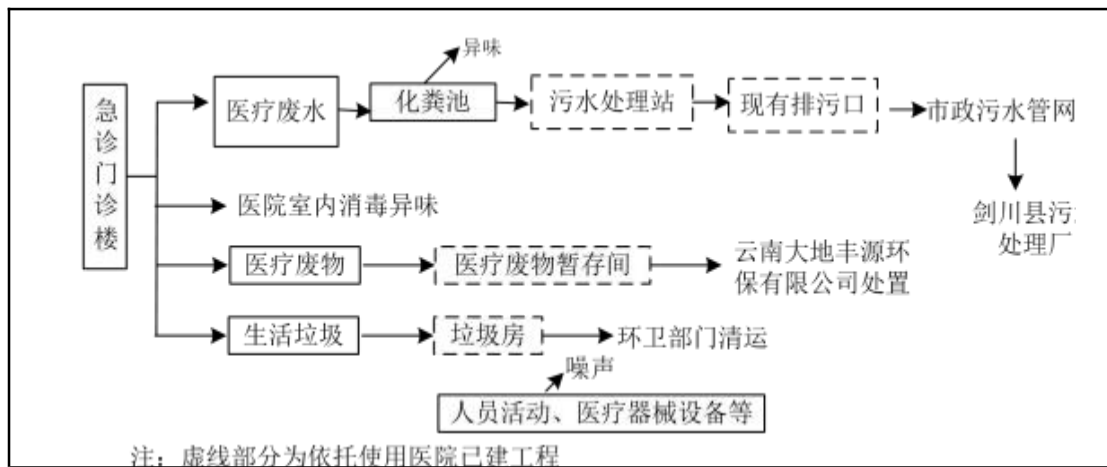 异味
急诊门诊楼
医疗废水
化粪池
污水处理站
现有排污口
市政污水管网
医院室内消毒异味
剑川县污
处理厂
医疗废物
医疗废物暂存间
云南大地丰源环
保有限公司处置
生活垃圾
垃圾房
环卫部门清运
噪声
人员活动、医疗器械设备等
注：虚线部分为依托使用医院已建工程